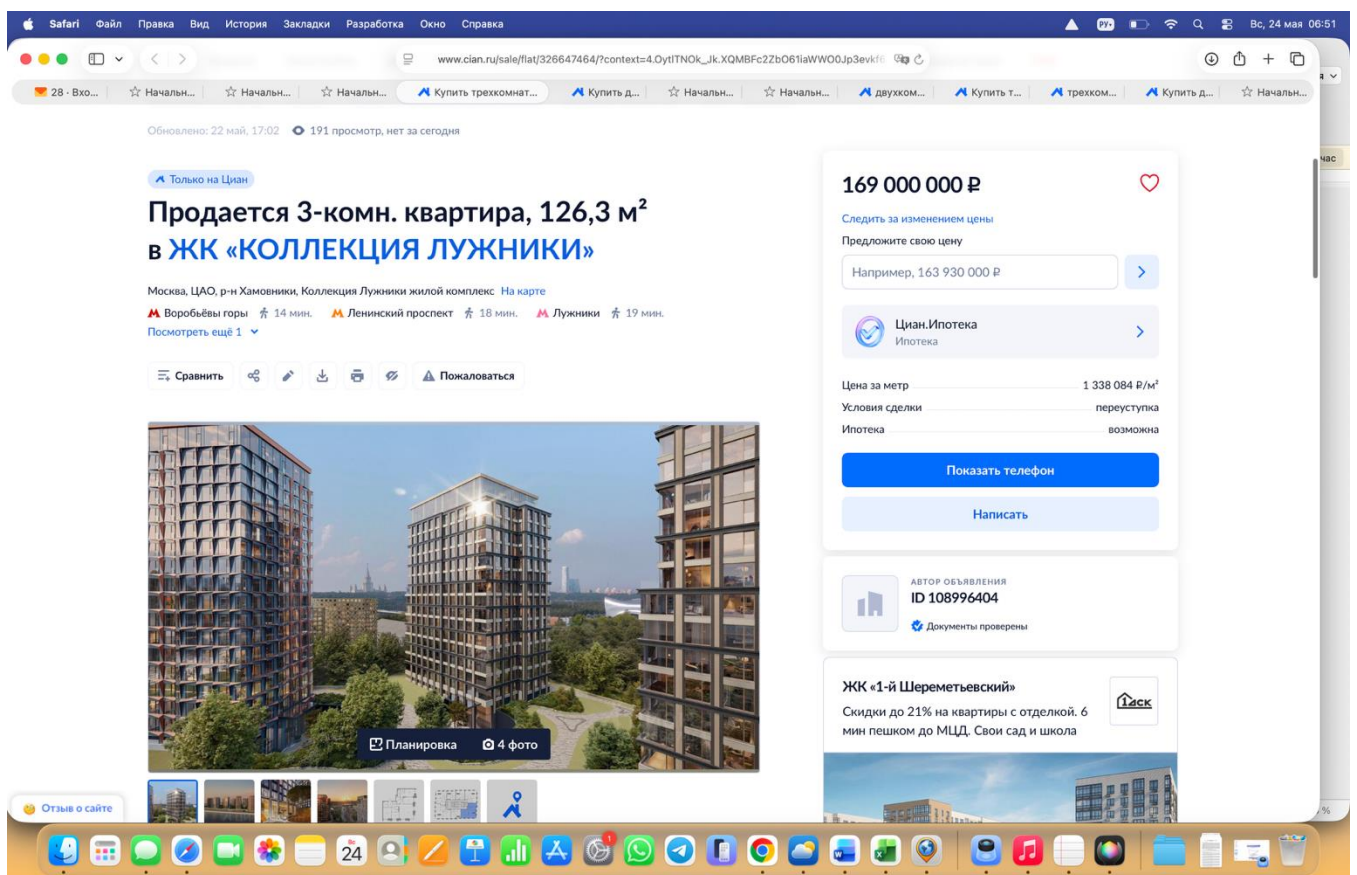 Safari Файл Правка Вид История Закладки Разработка Окно Справка
РУ
Вс, 24 мая 06:51
www.cian.ru/sale/flat/326647464/?context=4.OytlTNOk_Jk.XQMBFc2ZbO61iaWWO0Jp3evkf
28 · Вхо... Начальн... Начальн... Начальн... Купить трехкомнат... Купить д... Начальн... Начальн... двухком... Купить т... трехком... Купить д... Начальн...
час
Обновлено: 22 май, 17:02 191 просмотр, нет за сегодня
Только на Циан
Продается 3-комн. квартира, 126,3 м²
в ЖК «КОЛЛЕКЦИЯ ЛУЖНИКИ»
Москва, ЦАО, р-н Хамовники, Коллекция Лужники жилой комплекс На карте
Воробьёвы горы 14 мин. Ленинский проспект 18 мин. Лужники 19 мин.
Посмотреть ещё 1
Сравнить
Пожаловаться
Планировка 4 фото
169 000 000 ₽
Следить за изменением цены
Предложите свою цену
Например, 163 930 000 ₽
Циан.Ипотека
Ипотека
Цена за метр 1 338 084 ₽/м²
Условия сделки переуступка
Ипотека возможна
Показать телефон
Написать
АВТОР ОБЪЯВЛЕНИЯ
ID 108996404
Документы проверены
ЖК «1-й Шереметьевский»
Скидки до 21% на квартиры с отделкой. 6
мин пешком до МЦД. Свои сад и
школа
1ДСК
Отзыв о сайте
%
ВС
24
1